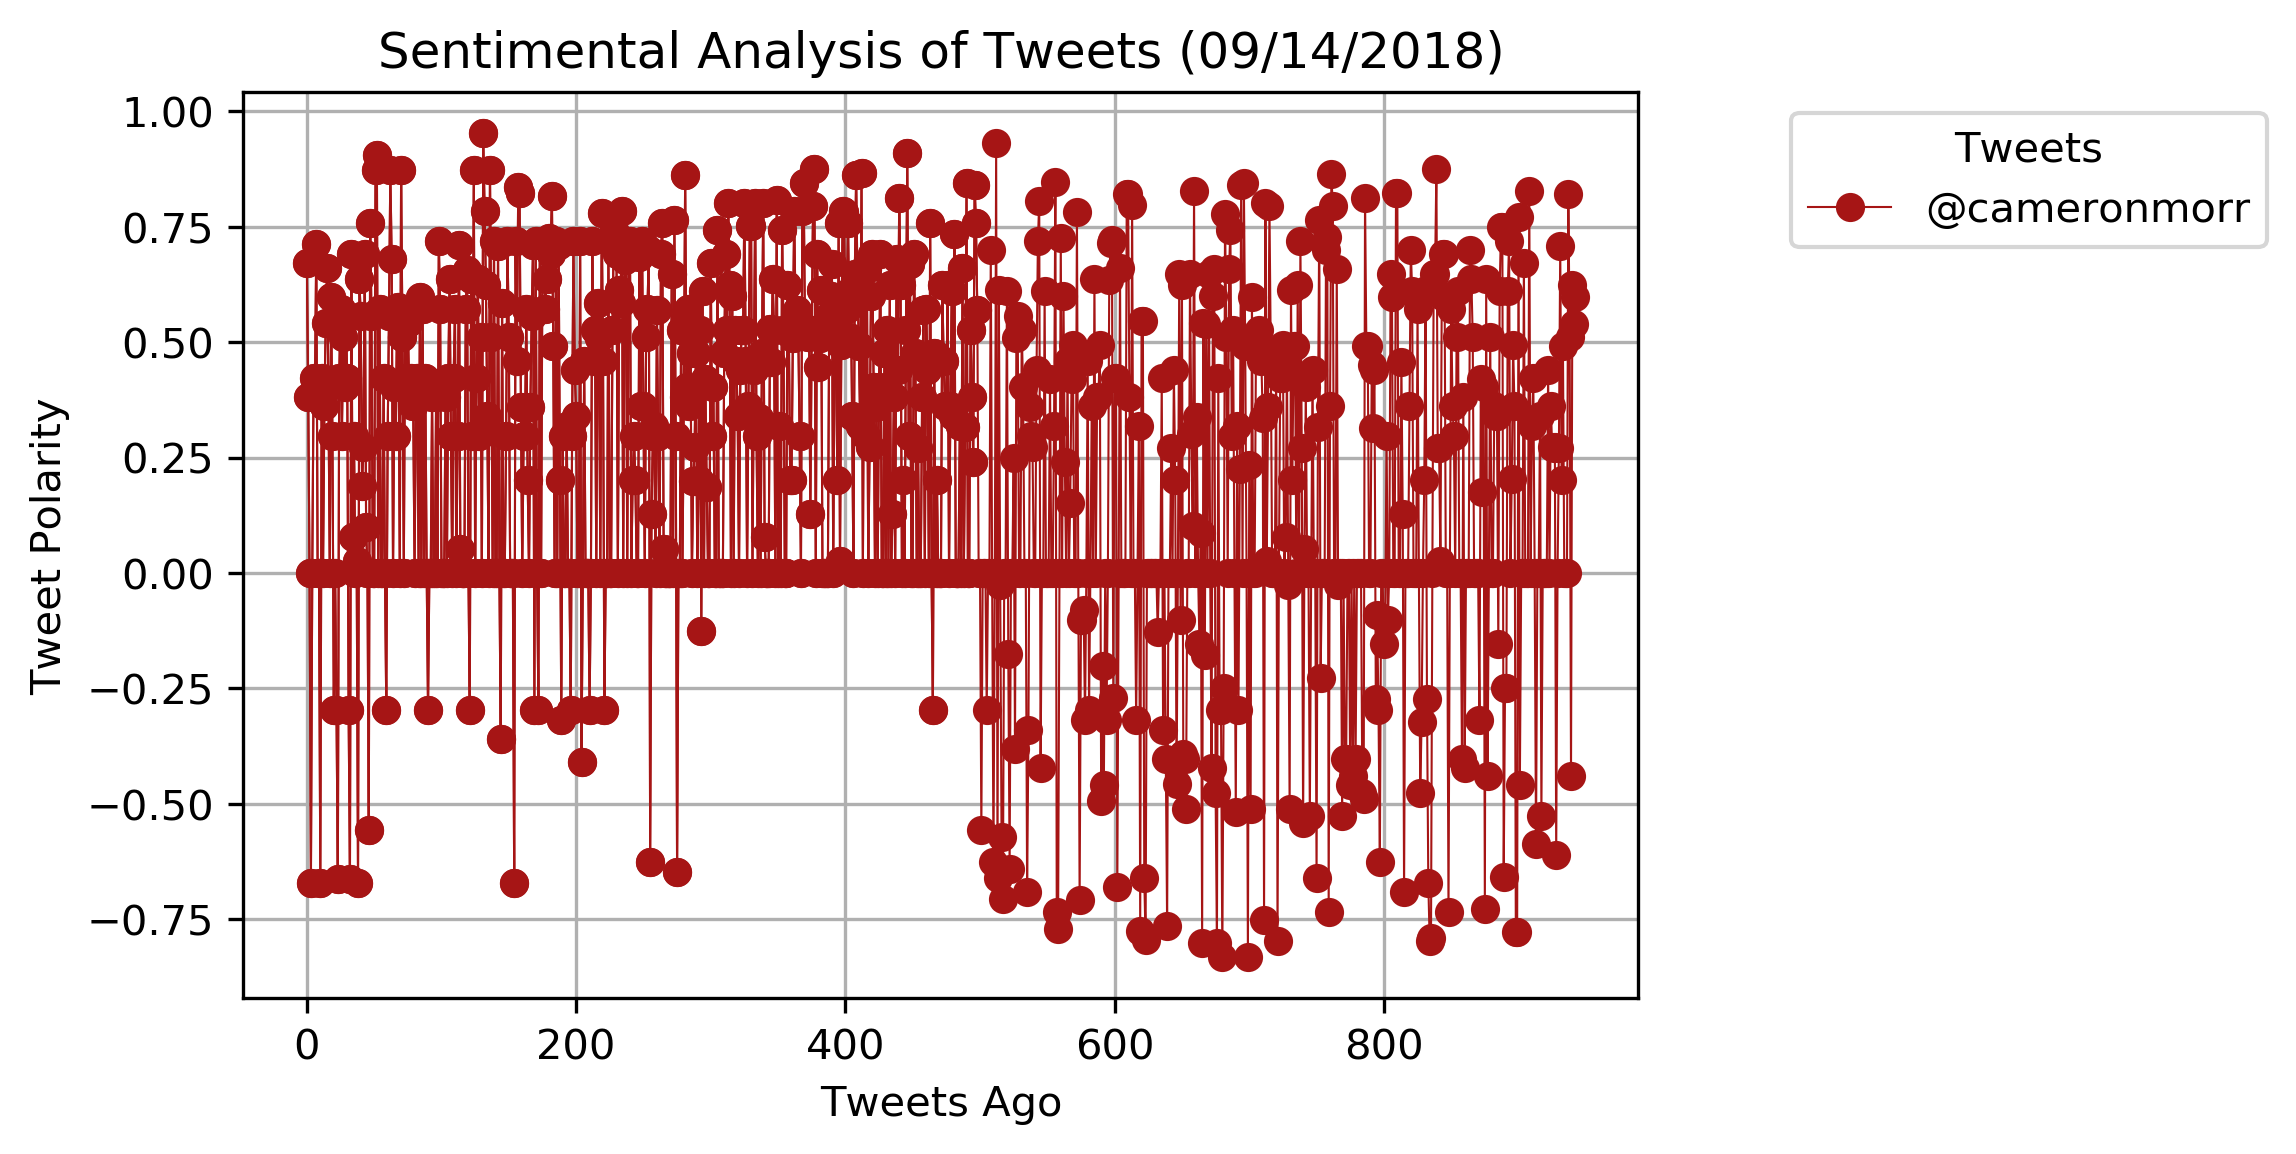 Sentimental Analysis of Tweets (09/14/2018)
1.00
0.75
0.50
0.25
0.00
−0.25
−0.50
−0.75
Tweet Polarity
0 200 400 600 800
Tweets Ago
Tweets
@cameronmorr